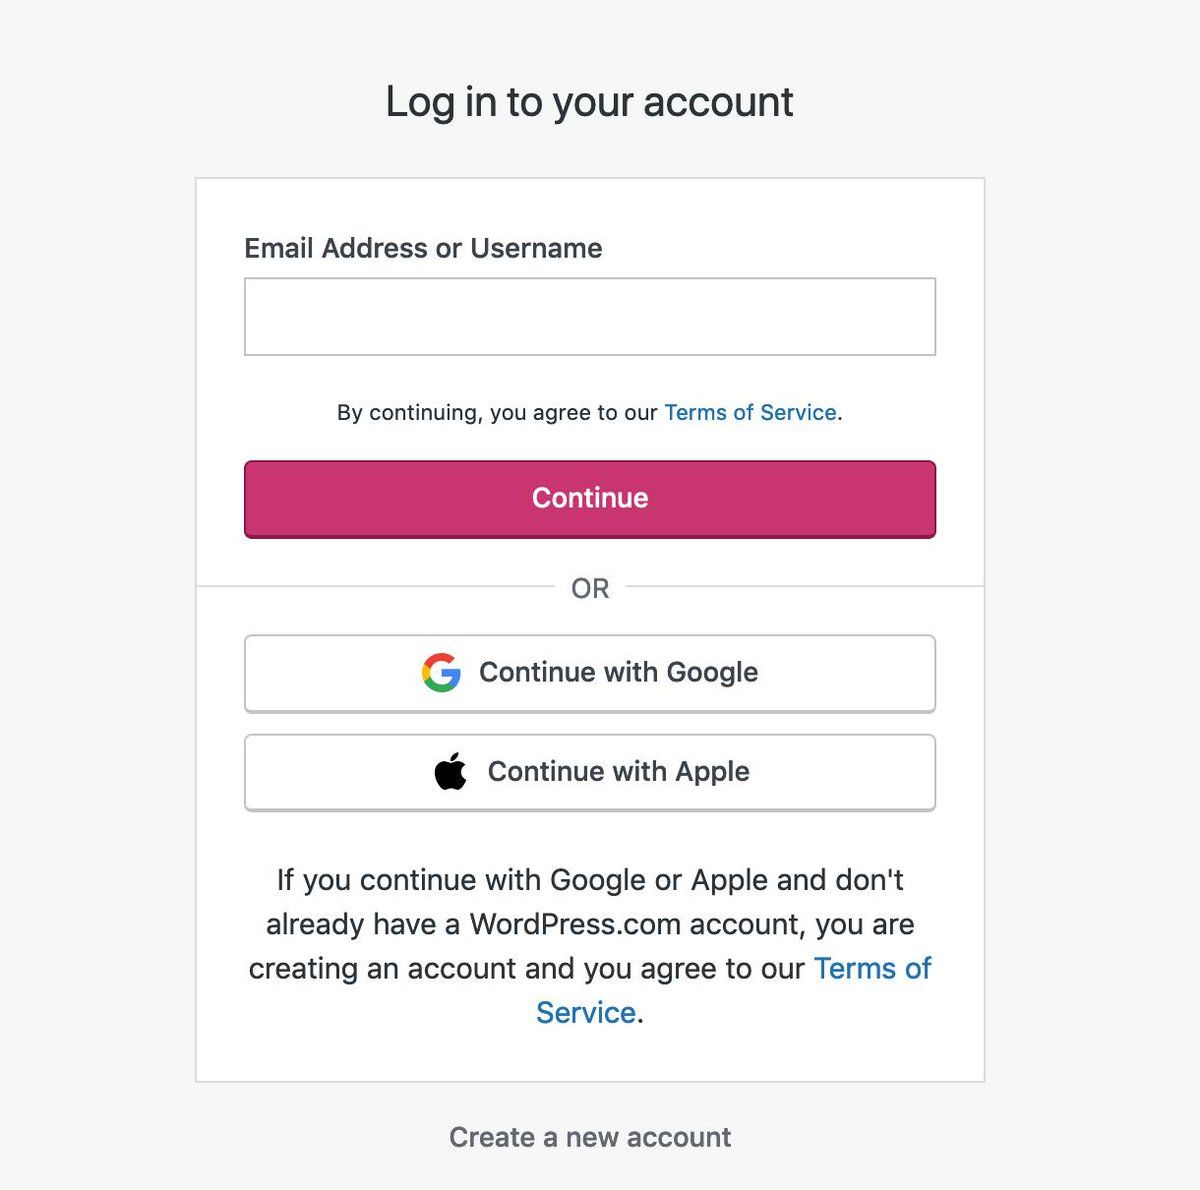 Log in to your account
Email Address or Username
By continuing, you agree to our Terms of Service.
Continue
OR
Continue with Google
Continue with Apple
If you continue with Google or Apple and don't
already have a WordPress.com account, you are
creating an account and you agree to our Terms of
Service.
Create a new account